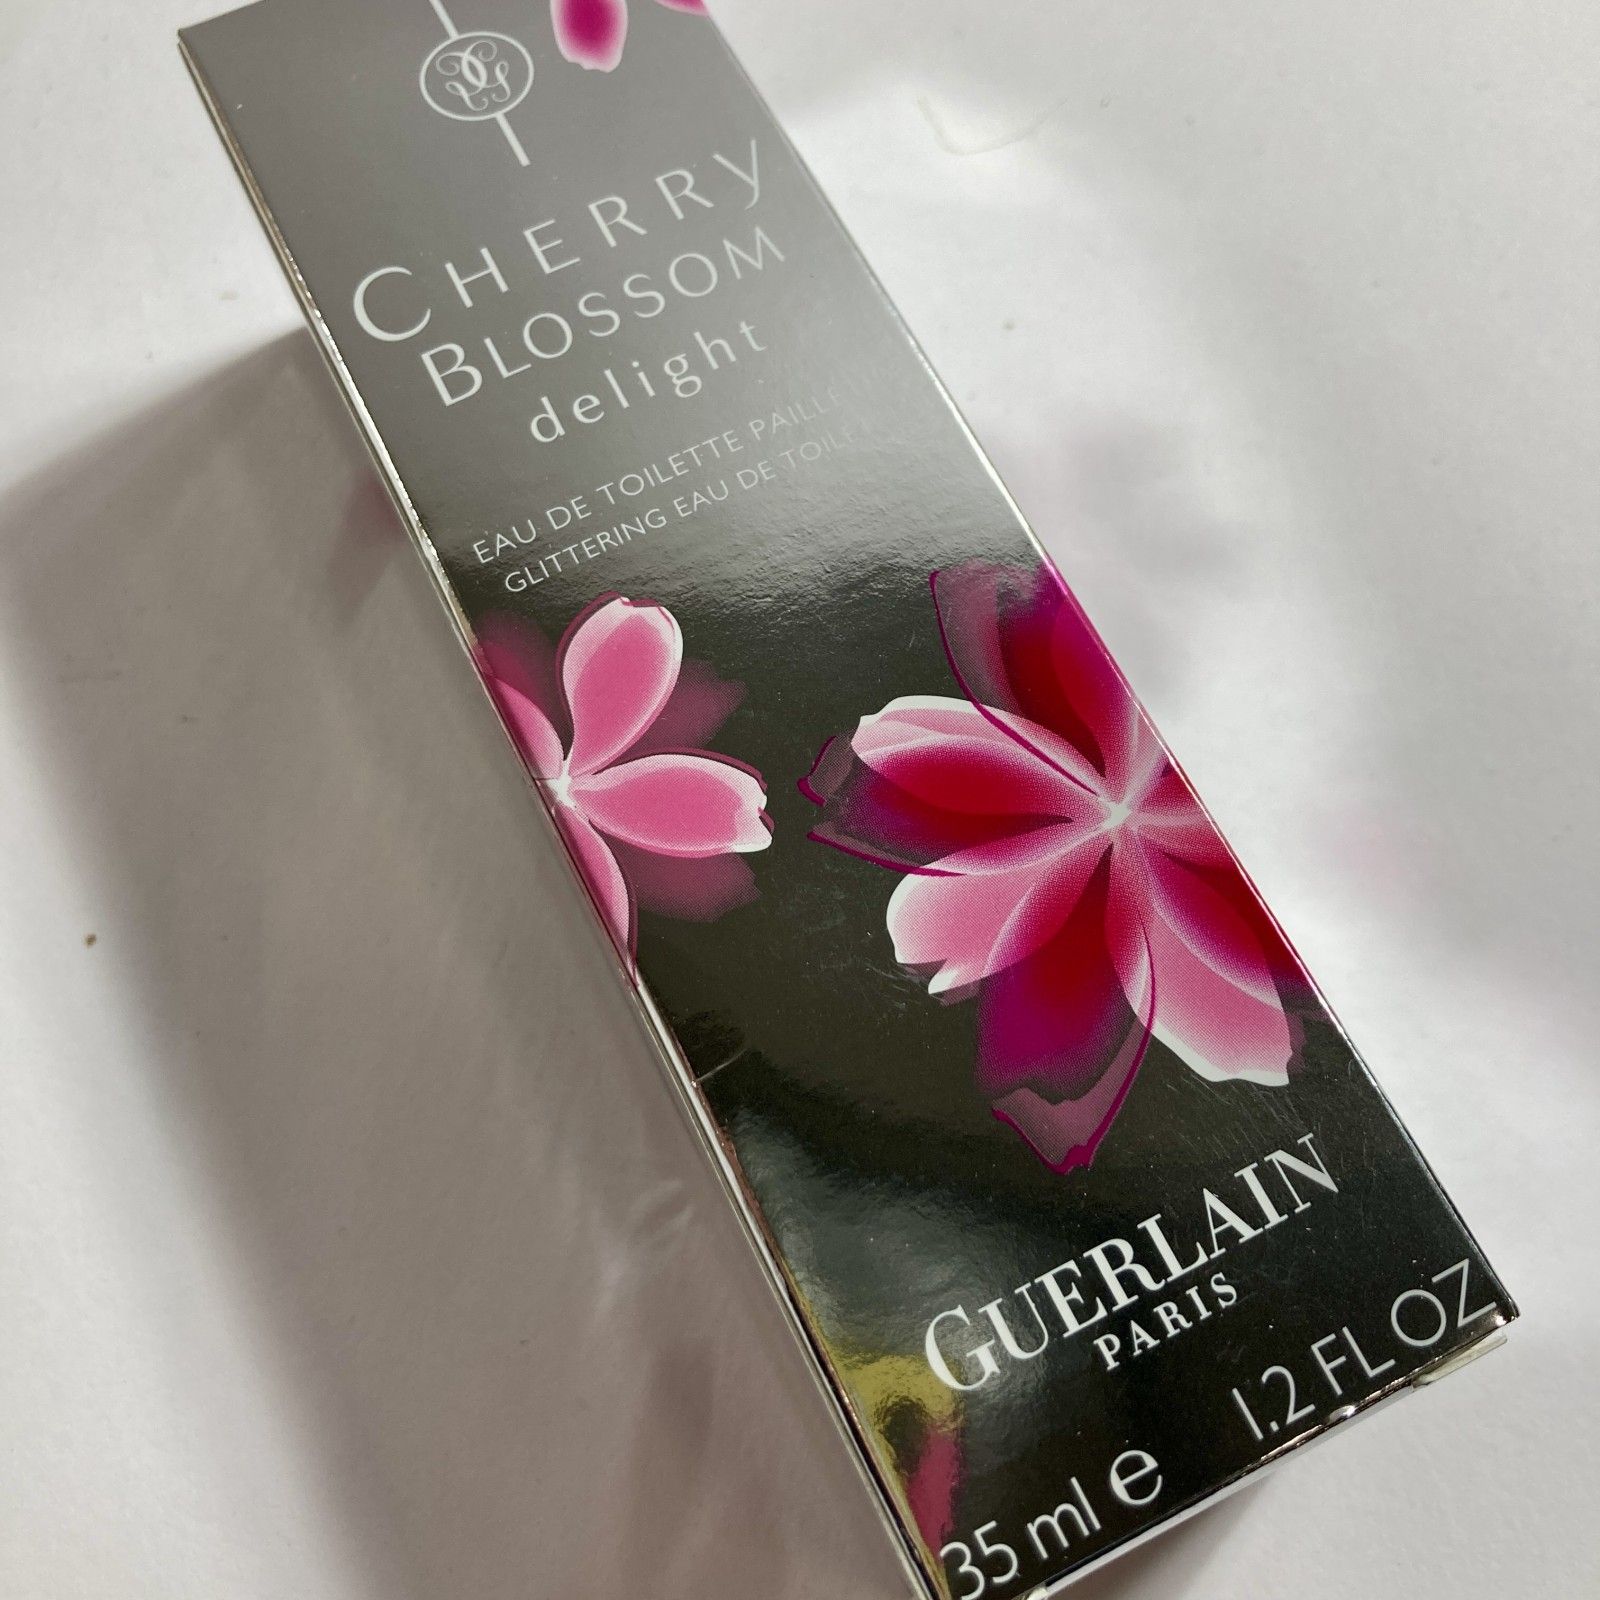 CHERRY
BLOSSOM
delight
EAU DE TOILETTE
GLITTERING EAU DE
GUERLAIN
PARIS
35 ml e 1.2 FL OZ